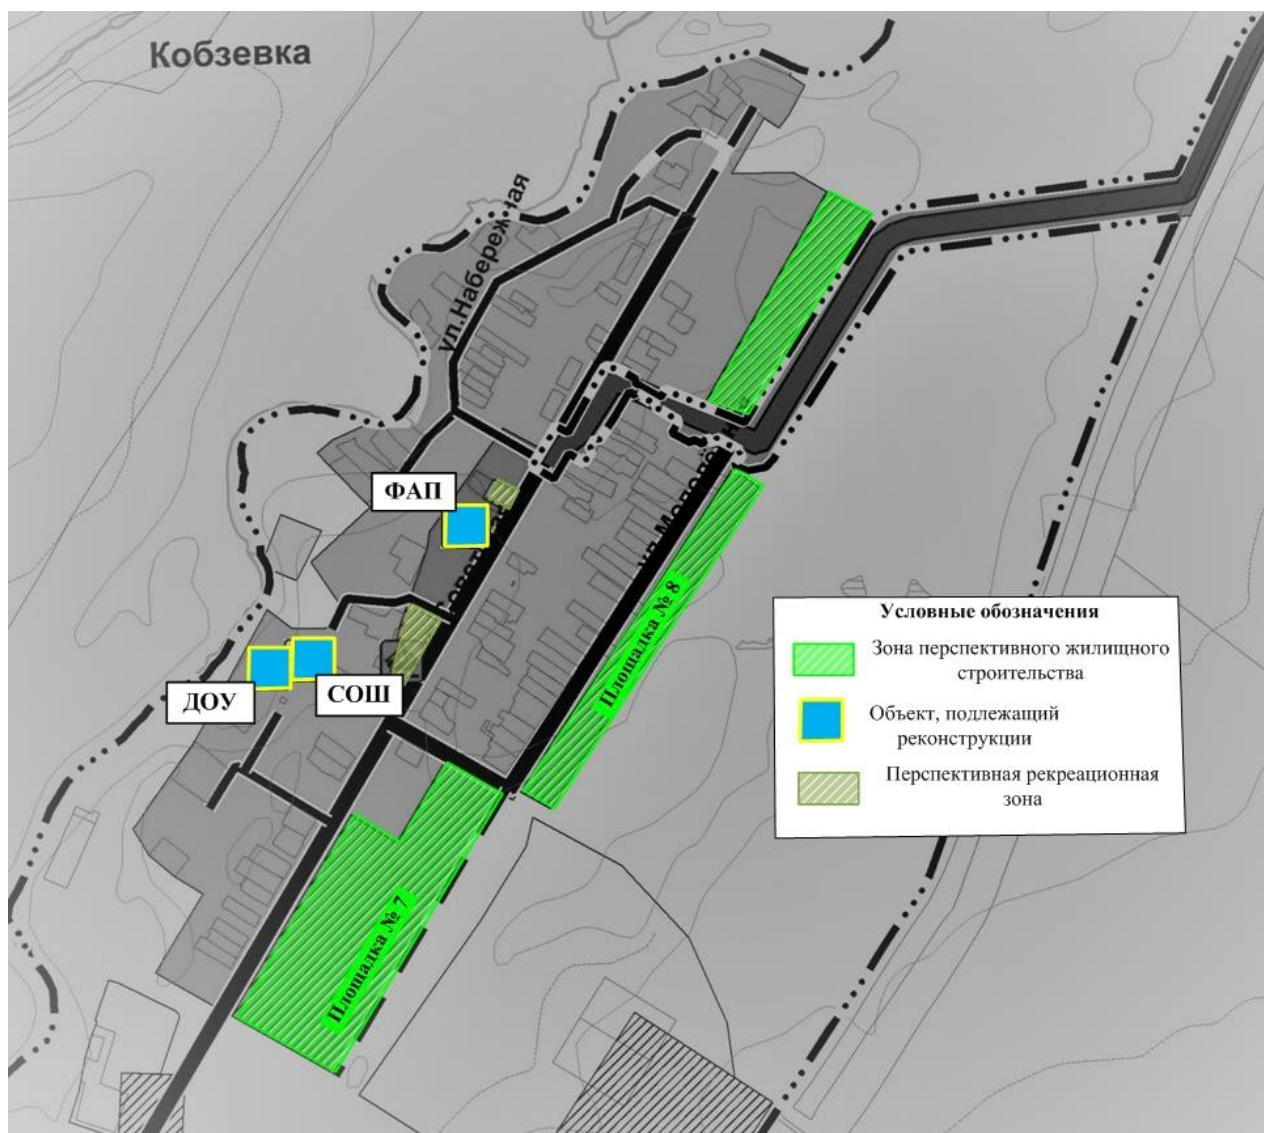 Кобзевка
ул.Набережная
ФАП
Площадка № 8
ДОУ
СОШ
Площадка № 7
Условные обозначения
Зона перспективного жилищного
строительства
Объект, подлежащий
реконструкции
Перспективная рекреационная
зона